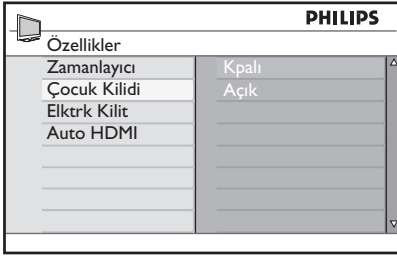 PHILIPS
Özellikler
Zamanlayıcı
Kpalı
Çocuk Kilidi
Açık
Elktrk Kilit
Auto HDMI